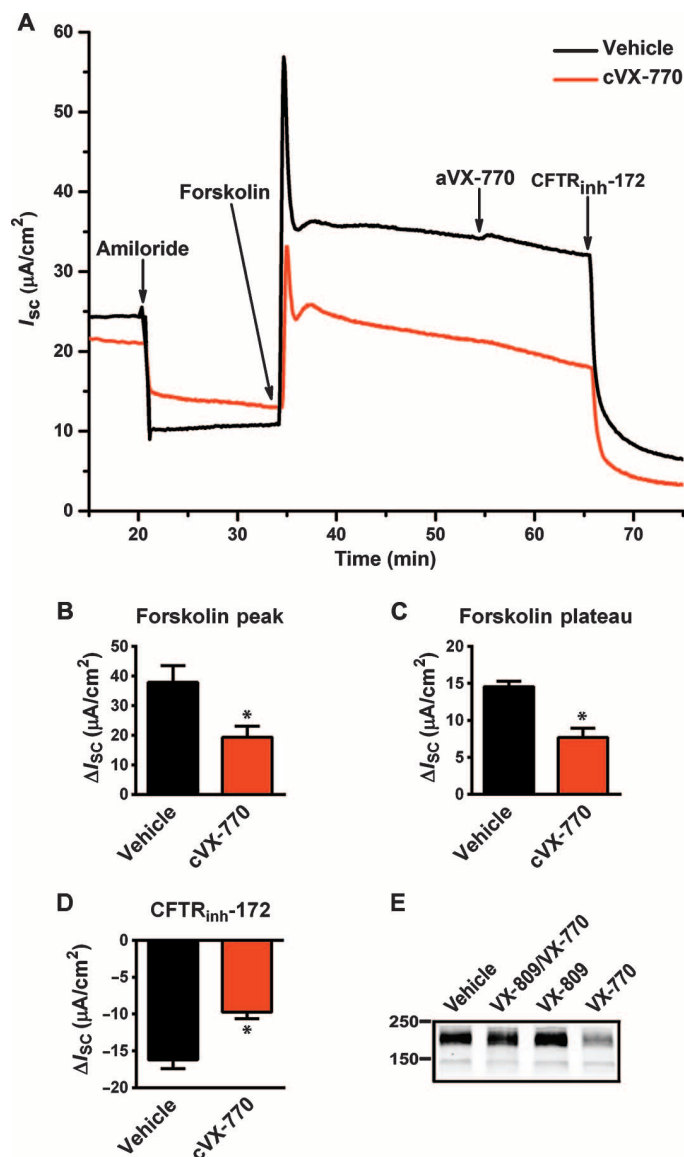 A
Vehicle
cVX-770
Amiloride
Forskolin
aVX-770
CFTRinh-172
Isc (μA/cm2)
60
50
40
30
20
10
0
20
30
40
50
60
70
Time (min)
B
Forskolin peak
ΔISC (μA/cm2)
50
40
30
20
10
0
Vehicle
cVX-770
*
C
Forskolin plateau
ΔISC (μA/cm2)
20
15
10
5
0
Vehicle
cVX-770
*
D
CFTRinh-172
ΔISC (μA/cm2)
0
−5
−10
−15
−20
Vehicle
cVX-770
*
E
Vehicle
VX-809/VX-770
VX-809
VX-770
250
150